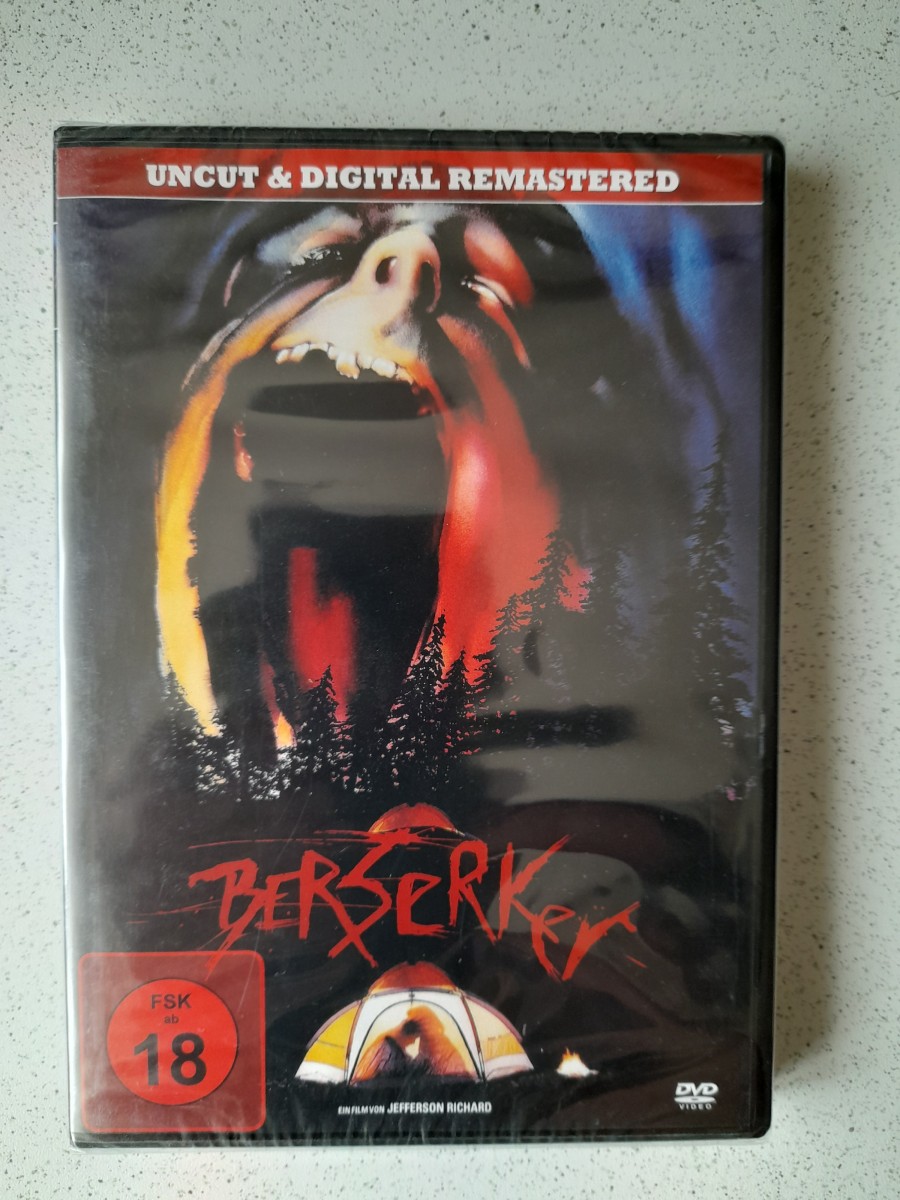 UNCUT & DIGITAL REMASTERED
BERSERKer
FSK
ab
18
EIN FILM VON JEFFERSON RICHARD
DVD
VIDEO